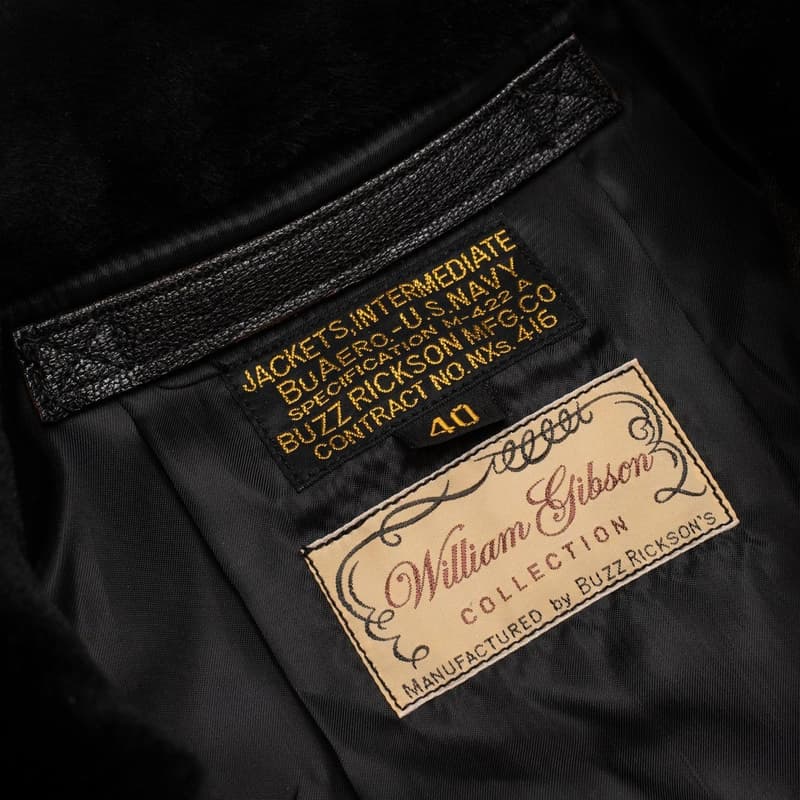 JACKETS, INTERMEDIATE
BUAERO.-U.S. NAVY
SPECIFICATION M-422 A
BUZZ RICKSON MFG.CO
CONTRACT NO. NXs. 416
40
William Gibson
COLLECTION
MANUFACTURED by BUZZ RICKSON'S